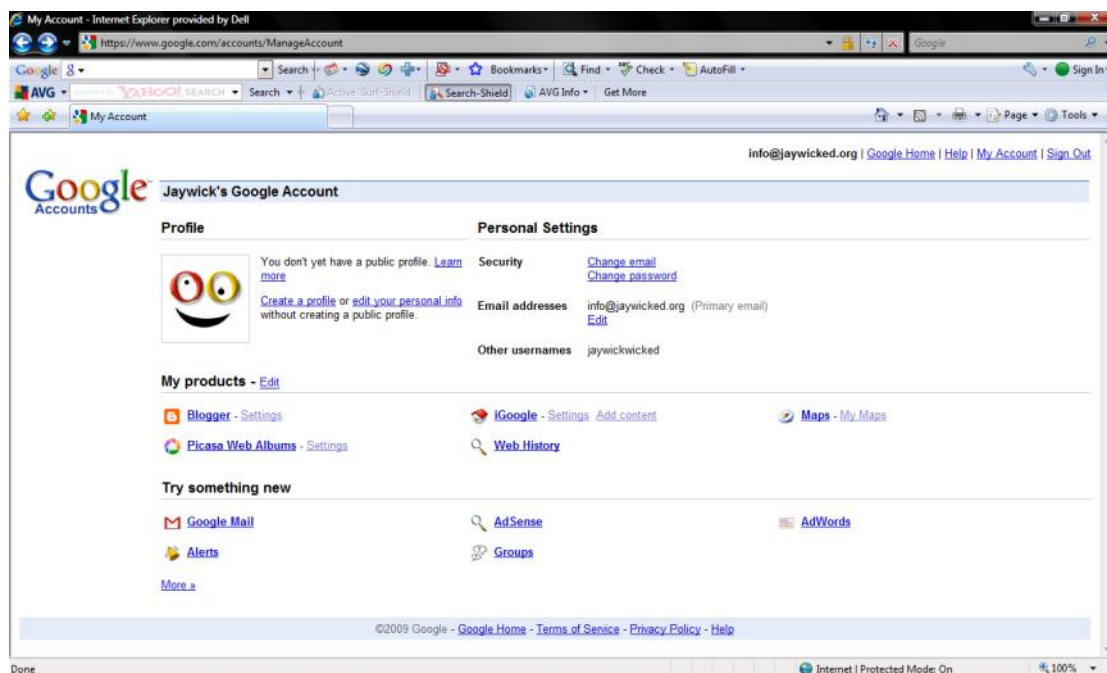 My Account - Internet Explorer provided by Dell
https://www.google.com/accounts/ManageAccount Google
Google Search Bookmarks Find Check AutoFill Sign In
AVG YAHOO! SEARCH Search Active Surf-Shield Search-Shield AVG Info Get More
My Account Page Tools
info@jaywicked.org | Google Home | Help | My Account | Sign Out
Google Accounts
Jaywick's Google Account
Profile
You don't yet have a public profile. Learn
more
Create a profile or edit your personal info
without creating a public profile.
Personal Settings
Security Change email
Change password
Email addresses info@jaywicked.org (Primary email)
Edit
Other usernames jaywickwicked
My products - Edit
Blogger - Settings iGoogle - Settings Add content Maps - My Maps
Picasa Web Albums - Settings Web History
Try something new
Google Mail AdSense AdWords
Alerts Groups
More »
©2009 Google - Google Home - Terms of Service - Privacy Policy - Help
Done Internet | Protected Mode: On 100%